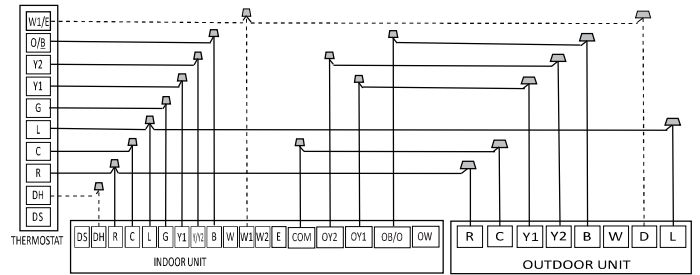 W1/E
O/B
Y2
Y1
G
L
C
R
DH
DS
THERMOSTAT
DS DH R C L G Y1 Y/Y2 B W W1 W2 E COM OY2 OY1 OB/O OW
INDOOR UNIT
R C Y1 Y2 B W D L
OUTDOOR UNIT